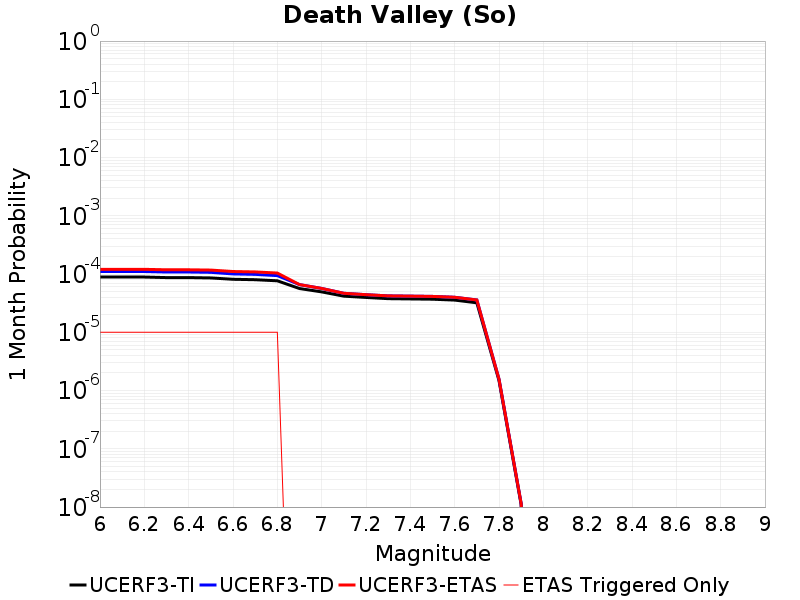 Death Valley (So)
1 Month Probability
10^0
10^-1
10^-2
10^-3
10^-4
10^-5
10^-6
10^-7
10^-8
6 6.2 6.4 6.6 6.8 7 7.2 7.4 7.6 7.8 8 8.2 8.4 8.6 8.8 9
Magnitude
UCERF3-TI UCERF3-TD UCERF3-ETAS ETAS Triggered Only